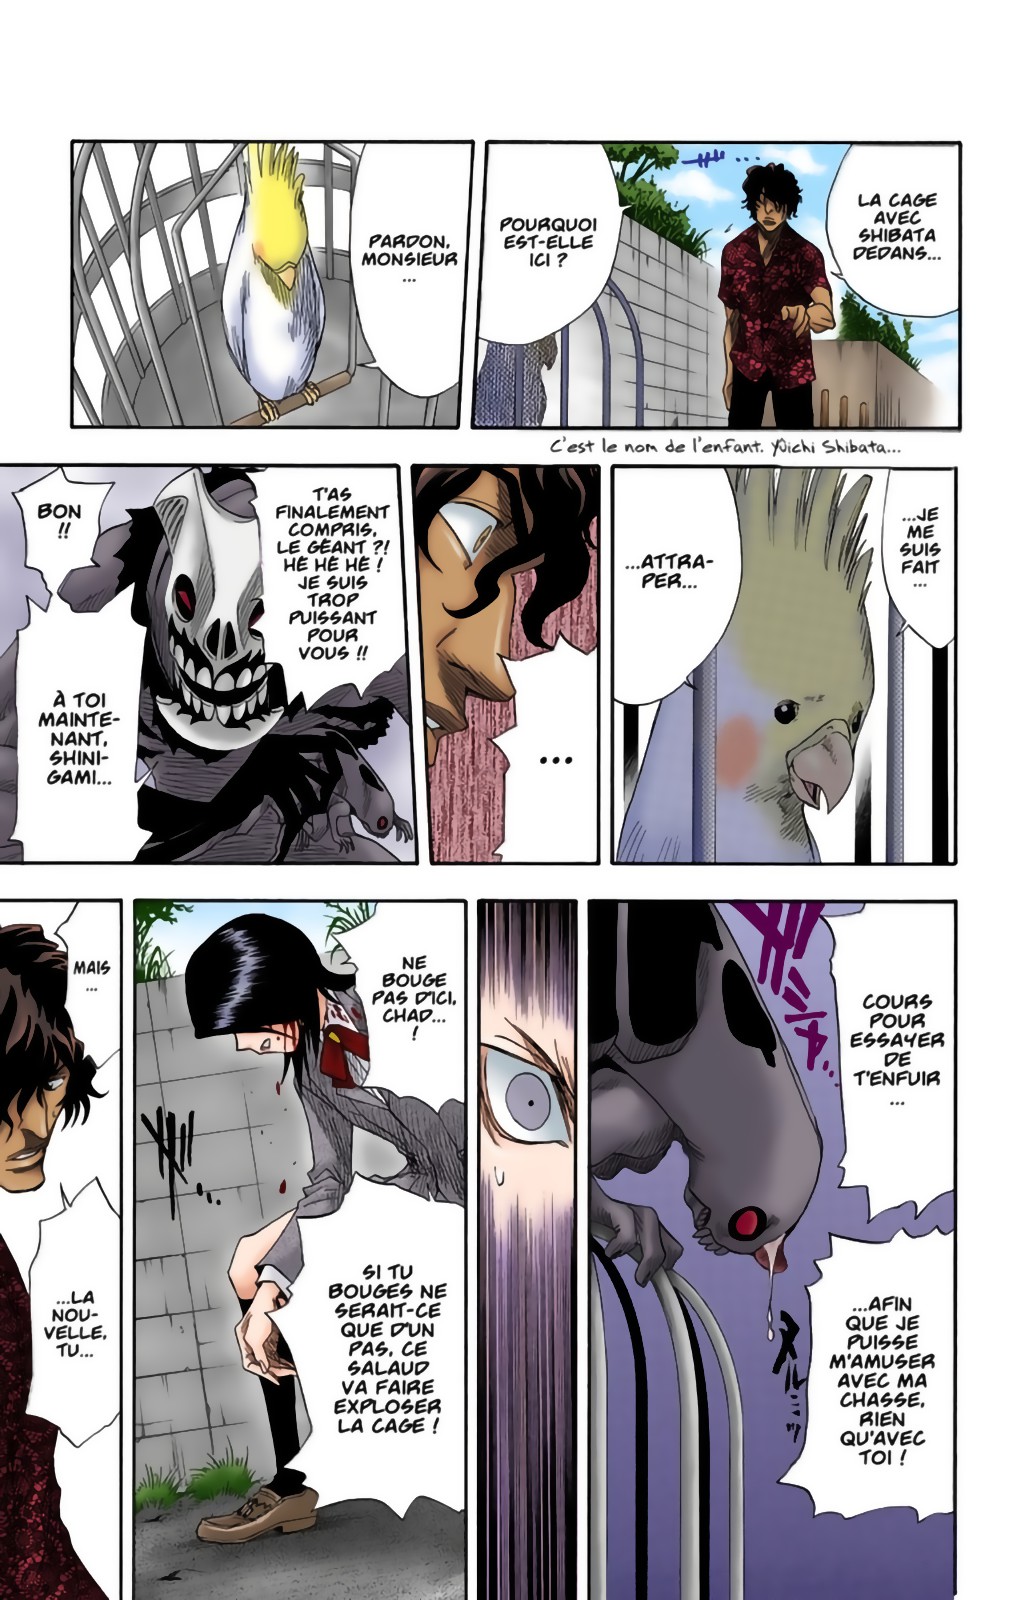 LA CAGE
AVEC
SHIBATA
DEDANS...
POURQUOI
EST-ELLE
ICI ?
C'est le nom de l'enfant. Yûichi Shibata...
PARDON,
MONSIEUR
...
...JE
ME
SUIS
FAIT
...
...ATTRA-
PER...
...
T'AS
FINALEMENT
COMPRIS,
LE GÉANT ?!
HÉ HÉ HÉ !
JE SUIS
TROP
PUISSANT
POUR
VOUS !!
BON
!!
À TOI
MAINTE-
NANT,
SHINI-
GAMI...
COURS
POUR
ESSAYER
DE
T'ENFUIR
...
...AFIN
QUE JE
PUISSE
M'AMUSER
AVEC MA
CHASSE,
RIEN
QU'AVEC
TOI !
NE
BOUGE
PAS D'ICI,
CHAD...
!
SI TU
BOUGES NE
SERAIT-CE
QUE D'UN
PAS, CE
SALAUD
VA FAIRE
EXPLOSER
LA CAGE !
MAIS
...
...LA
NOU-
VELLE,
TU...